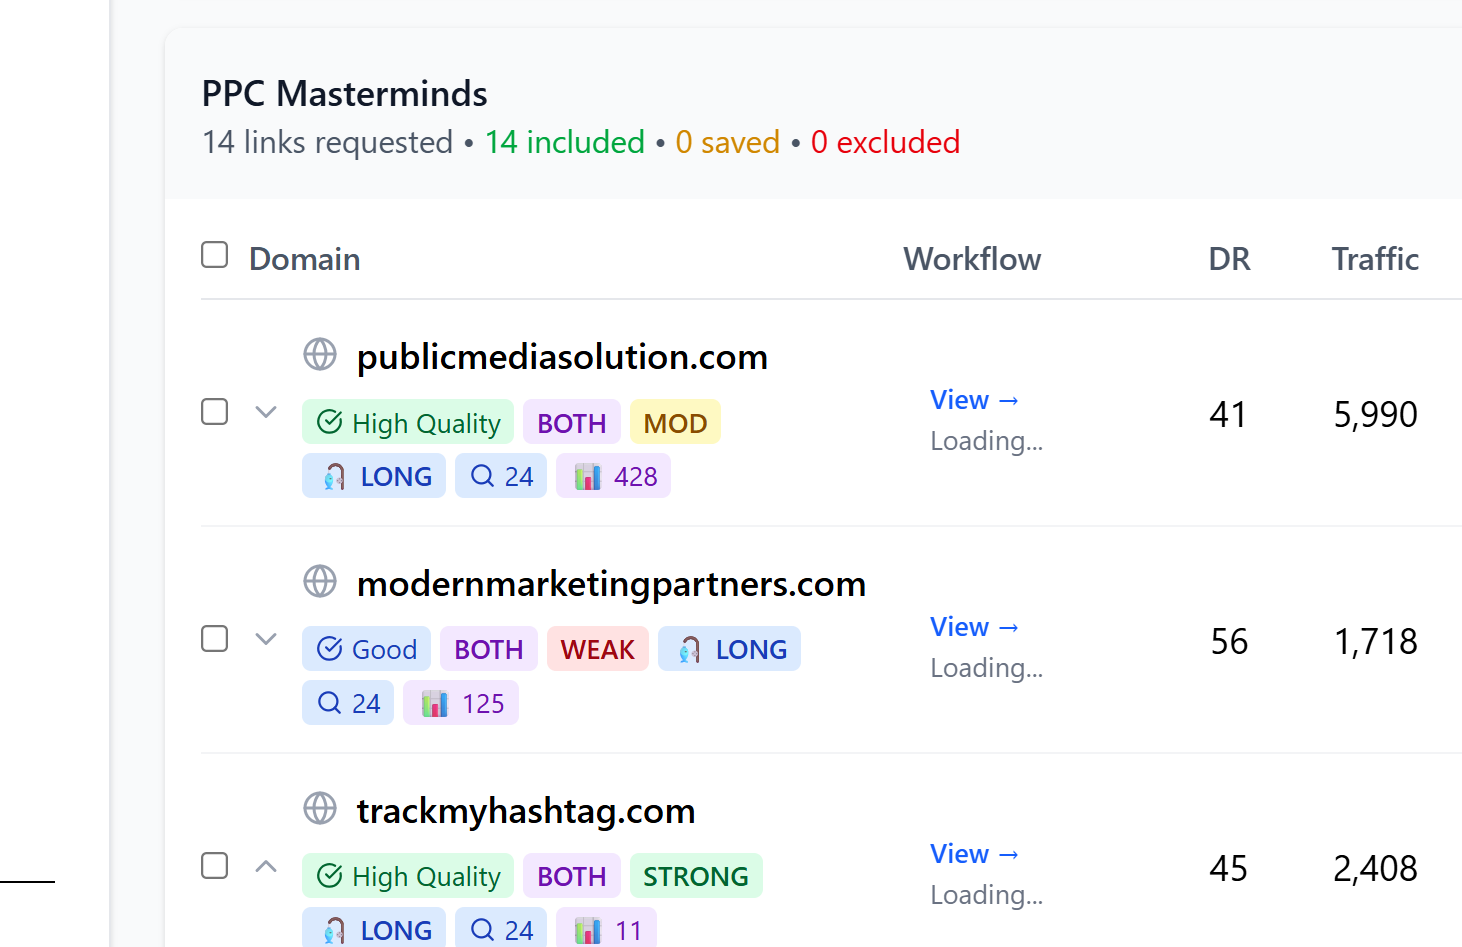 PPC Masterminds
14 links requested • 14 included • 0 saved • 0 excluded
Domain Workflow DR Traffic
publicmediasolution.com
High Quality BOTH MOD
LONG 24 428
View →
Loading...
41 5,990
modernmarketingpartners.com
Good BOTH WEAK LONG
24 125
View →
Loading...
56 1,718
trackmyhashtag.com
High Quality BOTH STRONG
LONG 24 11
View →
Loading...
45 2,408